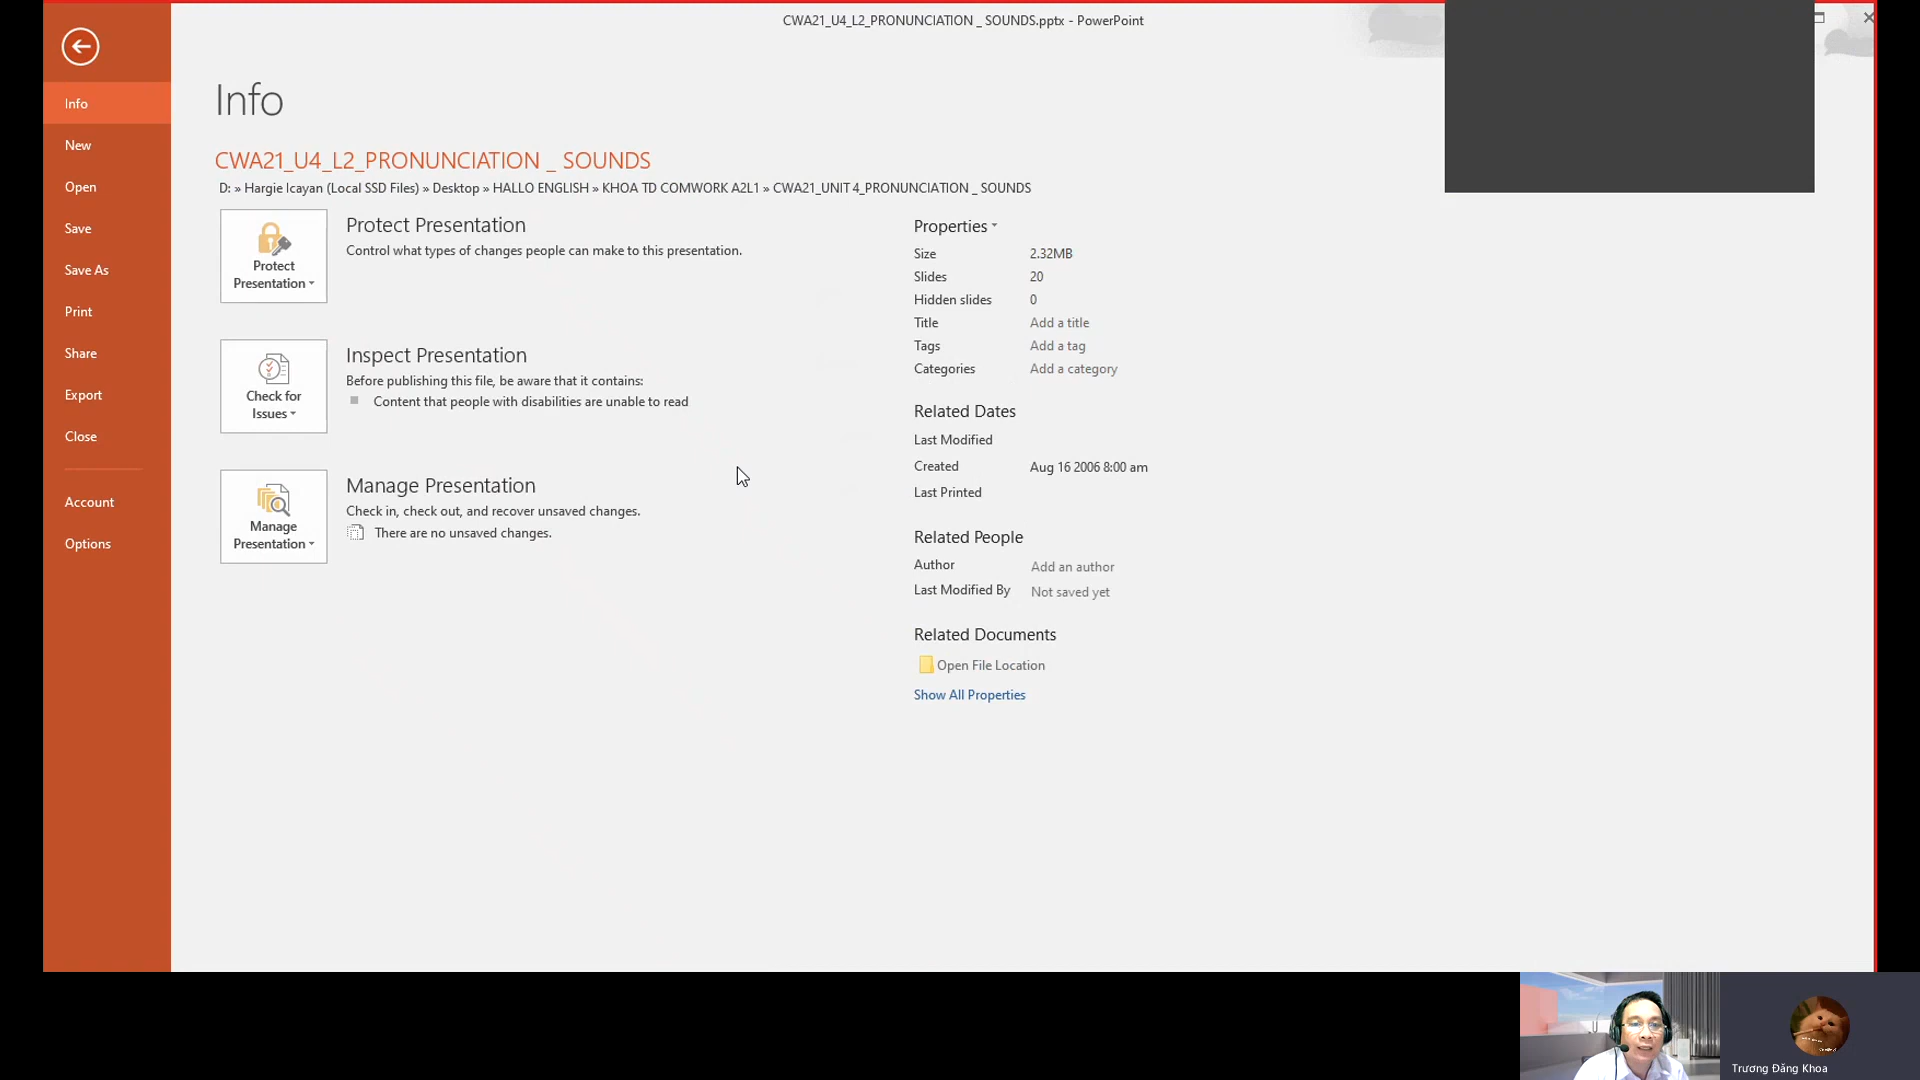 CWA21_U4_L2_PRONUNCIATION _ SOUNDS.pptx - PowerPoint
Info
New
Open
Save
Save As
Print
Share
Export
Close
Account
Options
Info
CWA21_U4_L2_PRONUNCIATION _ SOUNDS
D: » Hargie Icayan (Local SSD Files) » Desktop » HALLO ENGLISH » KHOA TD COMWORK A2L1 » CWA21_UNIT 4_PRONUNCIATION _ SOUNDS
Protect
Presentation
Protect Presentation
Control what types of changes people can make to this presentation.
Check for
Issues
Inspect Presentation
Before publishing this file, be aware that it contains:
Content that people with disabilities are unable to read
Manage
Presentation
Manage Presentation
Check in, check out, and recover unsaved changes.
There are no unsaved changes.
Properties
Size 2.32MB
Slides 20
Hidden slides 0
Title Add a title
Tags Add a tag
Categories Add a category
Related Dates
Last Modified
Created Aug 16 2006 8:00 am
Last Printed
Related People
Author Add an author
Last Modified By Not saved yet
Related Documents
Open File Location
Show All Properties
Trương Đăng Khoa